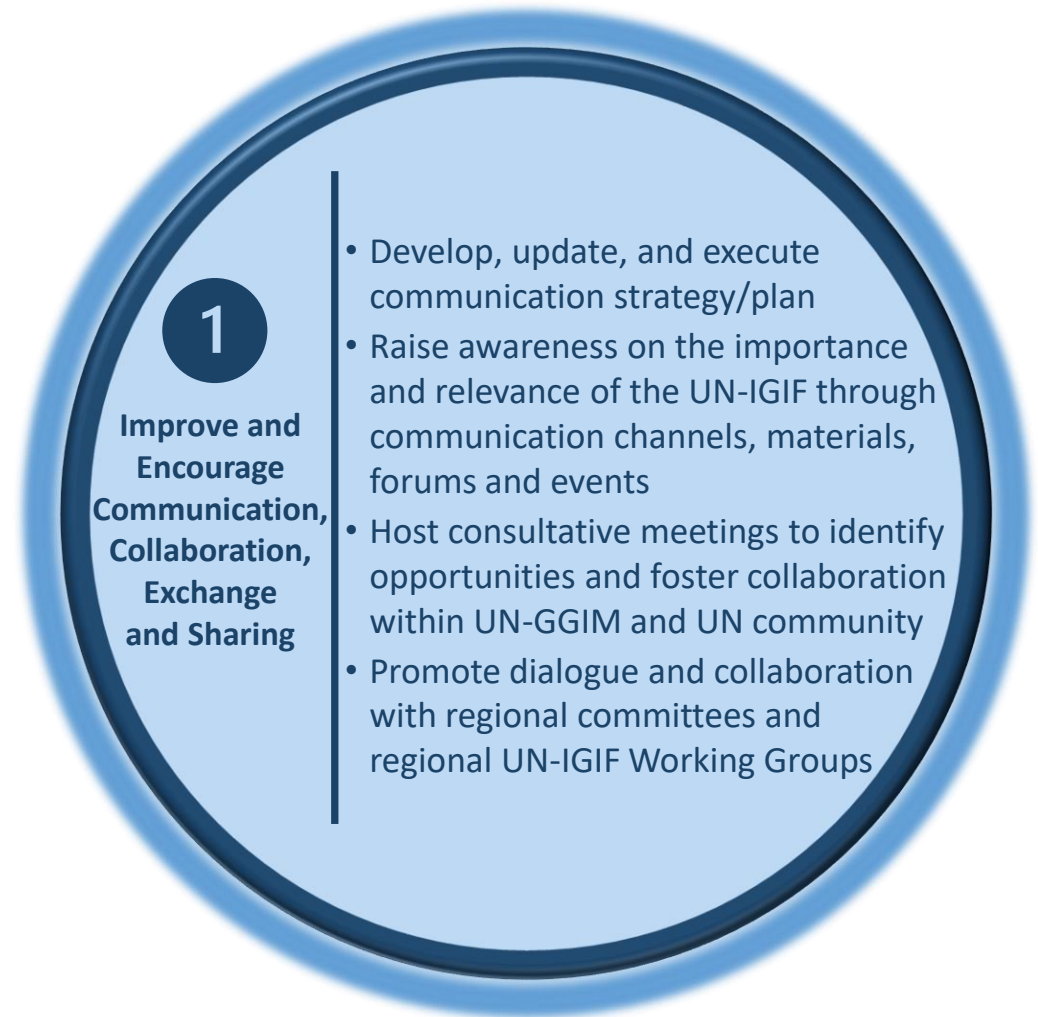 1
Improve and
Encourage
Communication,
Collaboration,
Exchange
and Sharing
• Develop, update, and execute
communication strategy/plan
• Raise awareness on the importance
and relevance of the UN-IGIF through
communication channels, materials,
forums and events
• Host consultative meetings to identify
opportunities and foster collaboration
within UN-GGIM and UN community
• Promote dialogue and collaboration
with regional committees and
regional UN-IGIF Working Groups